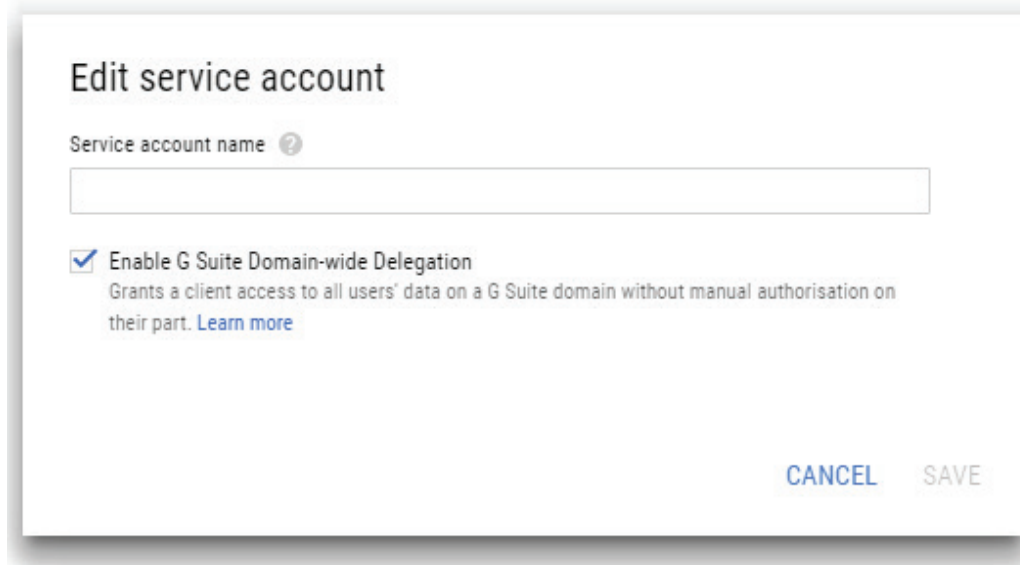 Edit service account
Service account name ?
Enable G Suite Domain-wide Delegation
Grants a client access to all users' data on a G Suite domain without manual authorisation on
their part. Learn more
CANCEL SAVE